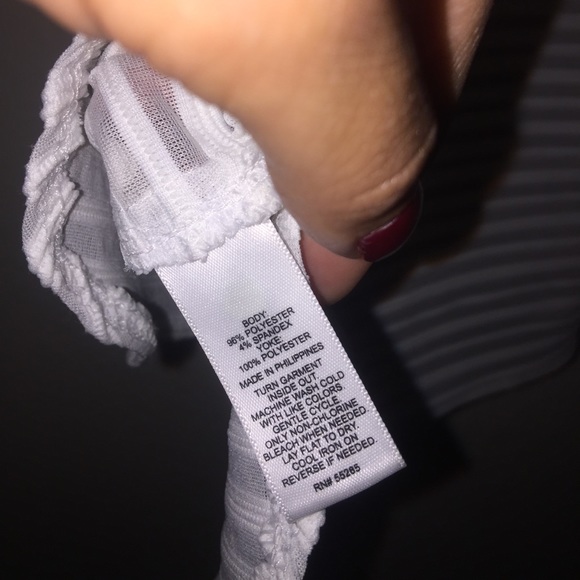 BODY:
96% POLYESTER
4% SPANDEX
YOKE:
100% POLYESTER
MADE IN PHILIPPINES
TURN GARMENT
INSIDE OUT.
MACHINE WASH COLD
WITH LIKE COLORS
GENTLE CYCLE.
ONLY NON-CHLORINE
BLEACH WHEN NEEDED.
LAY FLAT TO DRY.
COOL IRON ON
REVERSE IF NEEDED.
RN# 55285